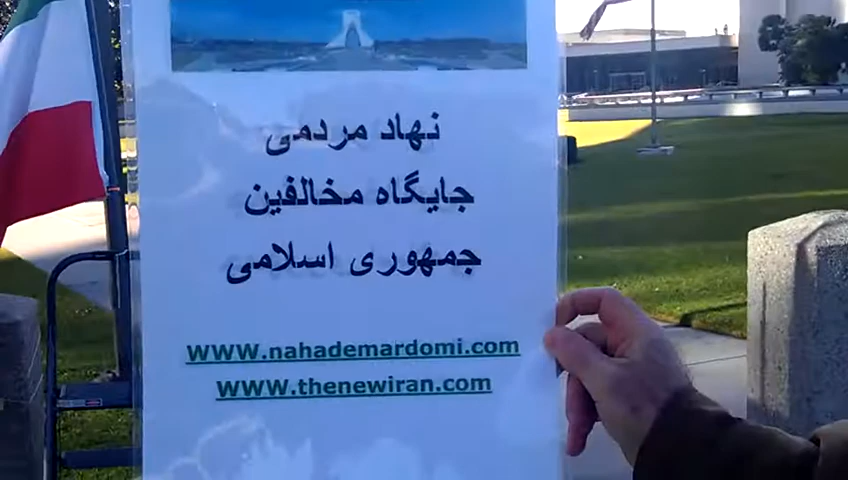 نهاد مردمی
جایگاه مخالفین
جمهوری اسلامی
www.nahademardomi.com
www.thenewiran.com